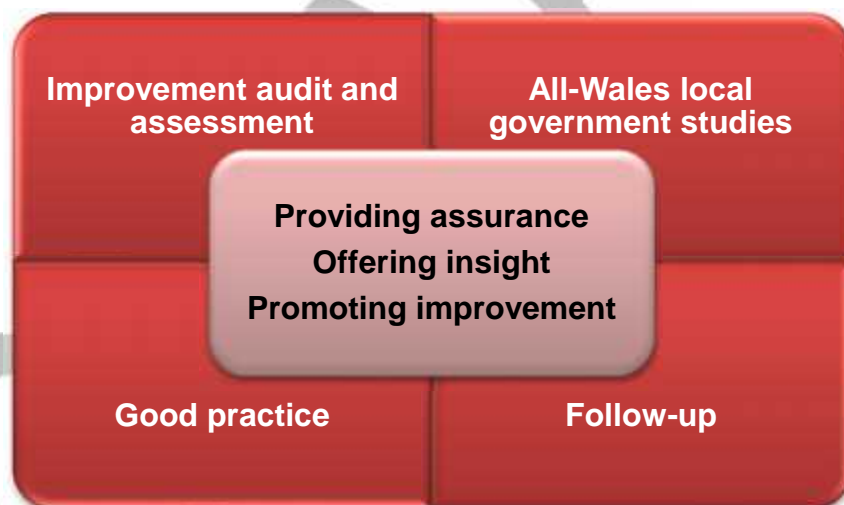 Improvement audit and
assessment
All-Wales local
government studies
Providing assurance
Offering insight
Promoting improvement
Good practice
Follow-up